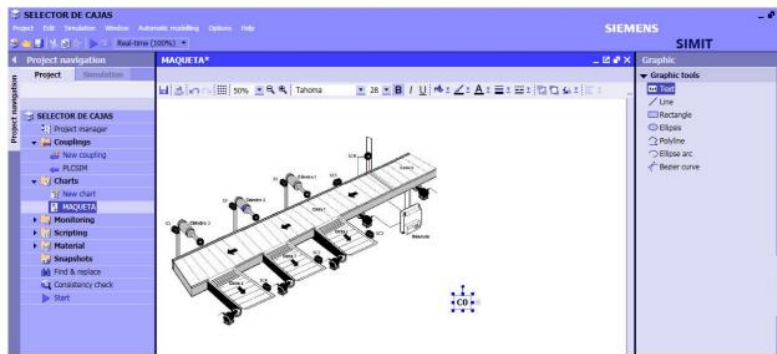 SELECTOR DE CAJAS
Project Edit Simulation Window Automatic modelling Options Help
SIEMENS
SIMIT
Real-time (100%)
Project navigation
MAQUETA*
Graphic
Project Simulation
Project navigation
50% Tahoma 28 B I U
SELECTOR DE CAJAS
Project manager
Couplings
New coupling
PLCSIM
Charts
New chart
MAQUETA
Monitoring
Scripting
Material
Snapshots
Find & replace
Consistency check
Start
Graphic tools
Text
Line
Rectangle
Ellipsis
Polyline
Ellipse arc
Bezier curve
C0